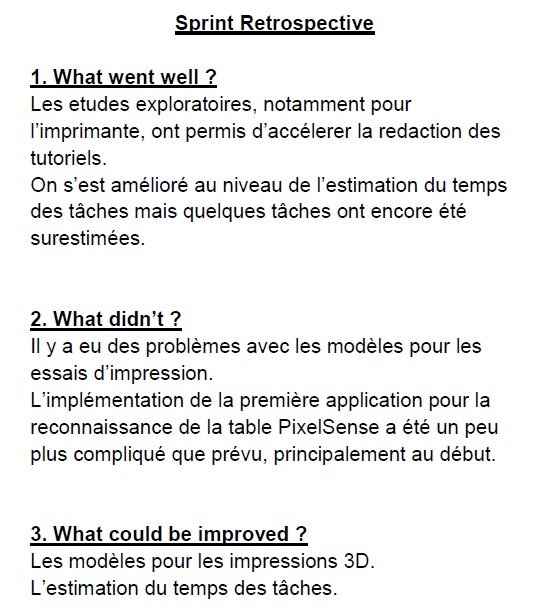 Sprint Retrospective
1. What went well ?
Les etudes exploratoires, notamment pour
l’imprimante, ont permis d’accélerer la redaction des
tutoriels.
On s’est amélioré au niveau de l’estimation du temps
des tâches mais quelques tâches ont encore été
surestimées.
2. What didn’t ?
Il y a eu des problèmes avec les modèles pour les
essais d’impression.
L’implémentation de la première application pour la
reconnaissance de la table PixelSense a été un peu
plus compliqué que prévu, principalement au début.
3. What could be improved ?
Les modèles pour les impressions 3D.
L’estimation du temps des tâches.